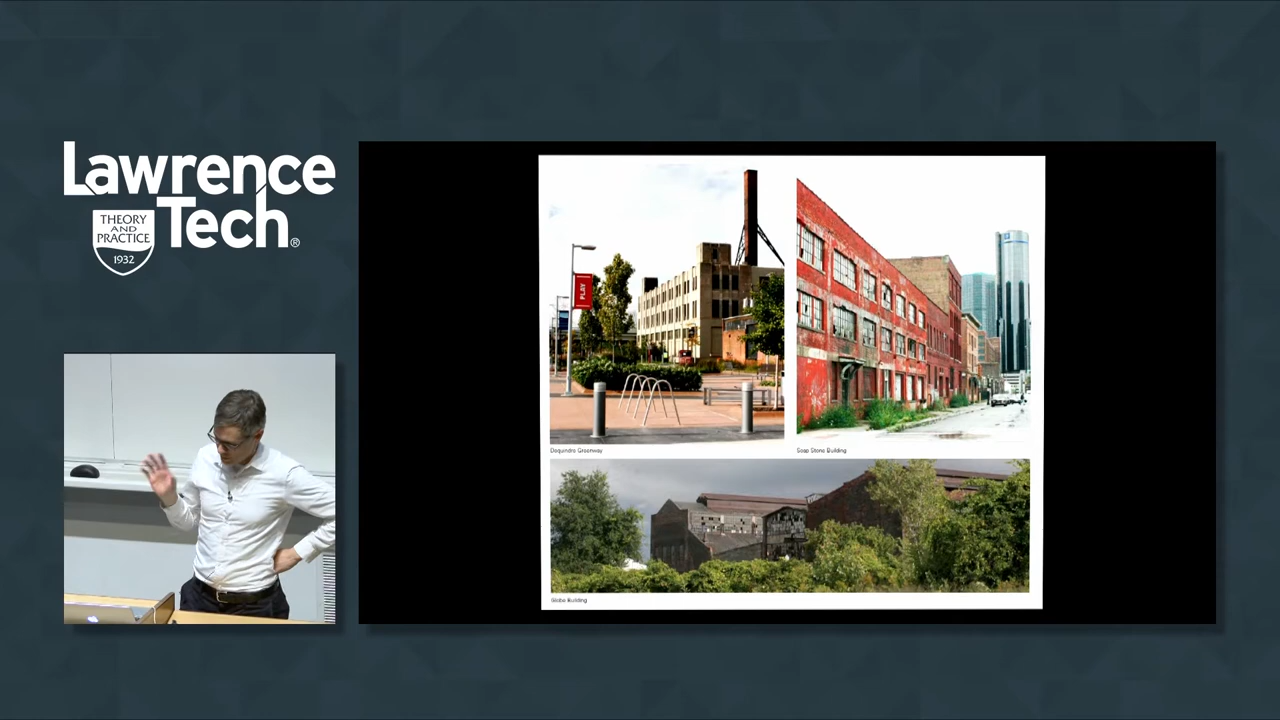 Lawrence
Tech®
THEORY
AND
PRACTICE
1932
PLAY
Dequindre Greenway
Soap Stone Building
Globe Building